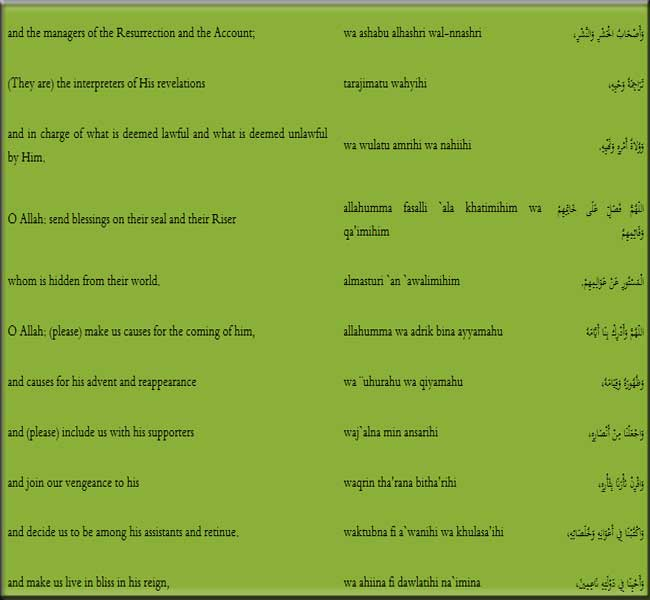 and the managers of the Resurrection and the Account; wa ashabu alhashri wal-nnashri وَأَصْحَابُ الْحَشْرِ وَالنَّشْرِ،
(They are) the interpreters of His revelations tarajimatu wahyihi تَرَاجِمَةُ وَحْيِهِ،
and in charge of what is deemed lawful and what is deemed unlawful
by Him. wa wulatu amrihi wa nahiihi وَوُلاَةُ أَمْرِهِ وَنَهْيِهِ.
O Allah: send blessings on their seal and their Riser allahumma fasalli `ala khatimihim wa اللَّهُمَّ فَصَلِّ عَلَى خَاتِمِهِمْ
qa'imihim وَقَائِمِهِمُ
whom is hidden from their world. almasturi `an `awalimihim الْمَسْتُورِ عَنْ عَوَالِمِهِمْ.
O Allah; (please) make us causes for the coming of him, allahumma wa adrik bina ayyamahu اللَّهُمَّ وَأَدْرِكْ بِنَا أَيَّامَهُ
and causes for his advent and reappearance wa ¨uhurahu wa qiyamahu وَظُهُورَهُ وَقِيَامَهُ،
and (please) include us with his supporters waj`alna min ansarihi وَاجْعَلْنَا مِنْ أَنْصَارِهِ،
and join our vengeance to his waqrin tha'rana bitha'rihi وَاقْرِنْ ثَأْرَنَا بِثَأْرِهِ،
and decide us to be among his assistants and retinue. waktubna fi a`wanihi wa khulasa'ihi وَاكْتُبْنَا فِي أَعْوَانِهِ وَخُلَصَائِهِ،
and make us live in bliss in his reign, wa ahiina fi dawlatihi na`imina وَأَحْيِنَا فِي دَوْلَتِهِ نَاعِمِينَ،